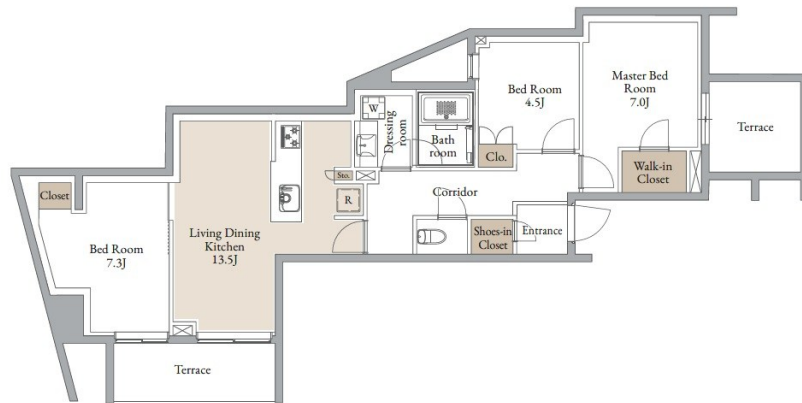 W
Dressing
room
Bath
room
Bed Room
4.5J
Master Bed
Room
7.0J
Terrace
Clo.
Walk-in
Closet
Sto.
R
Corridor
Closet
Bed Room
7.3J
Living Dining
Kitchen
13.5J
Shoes-in
Closet
Entrance
Terrace